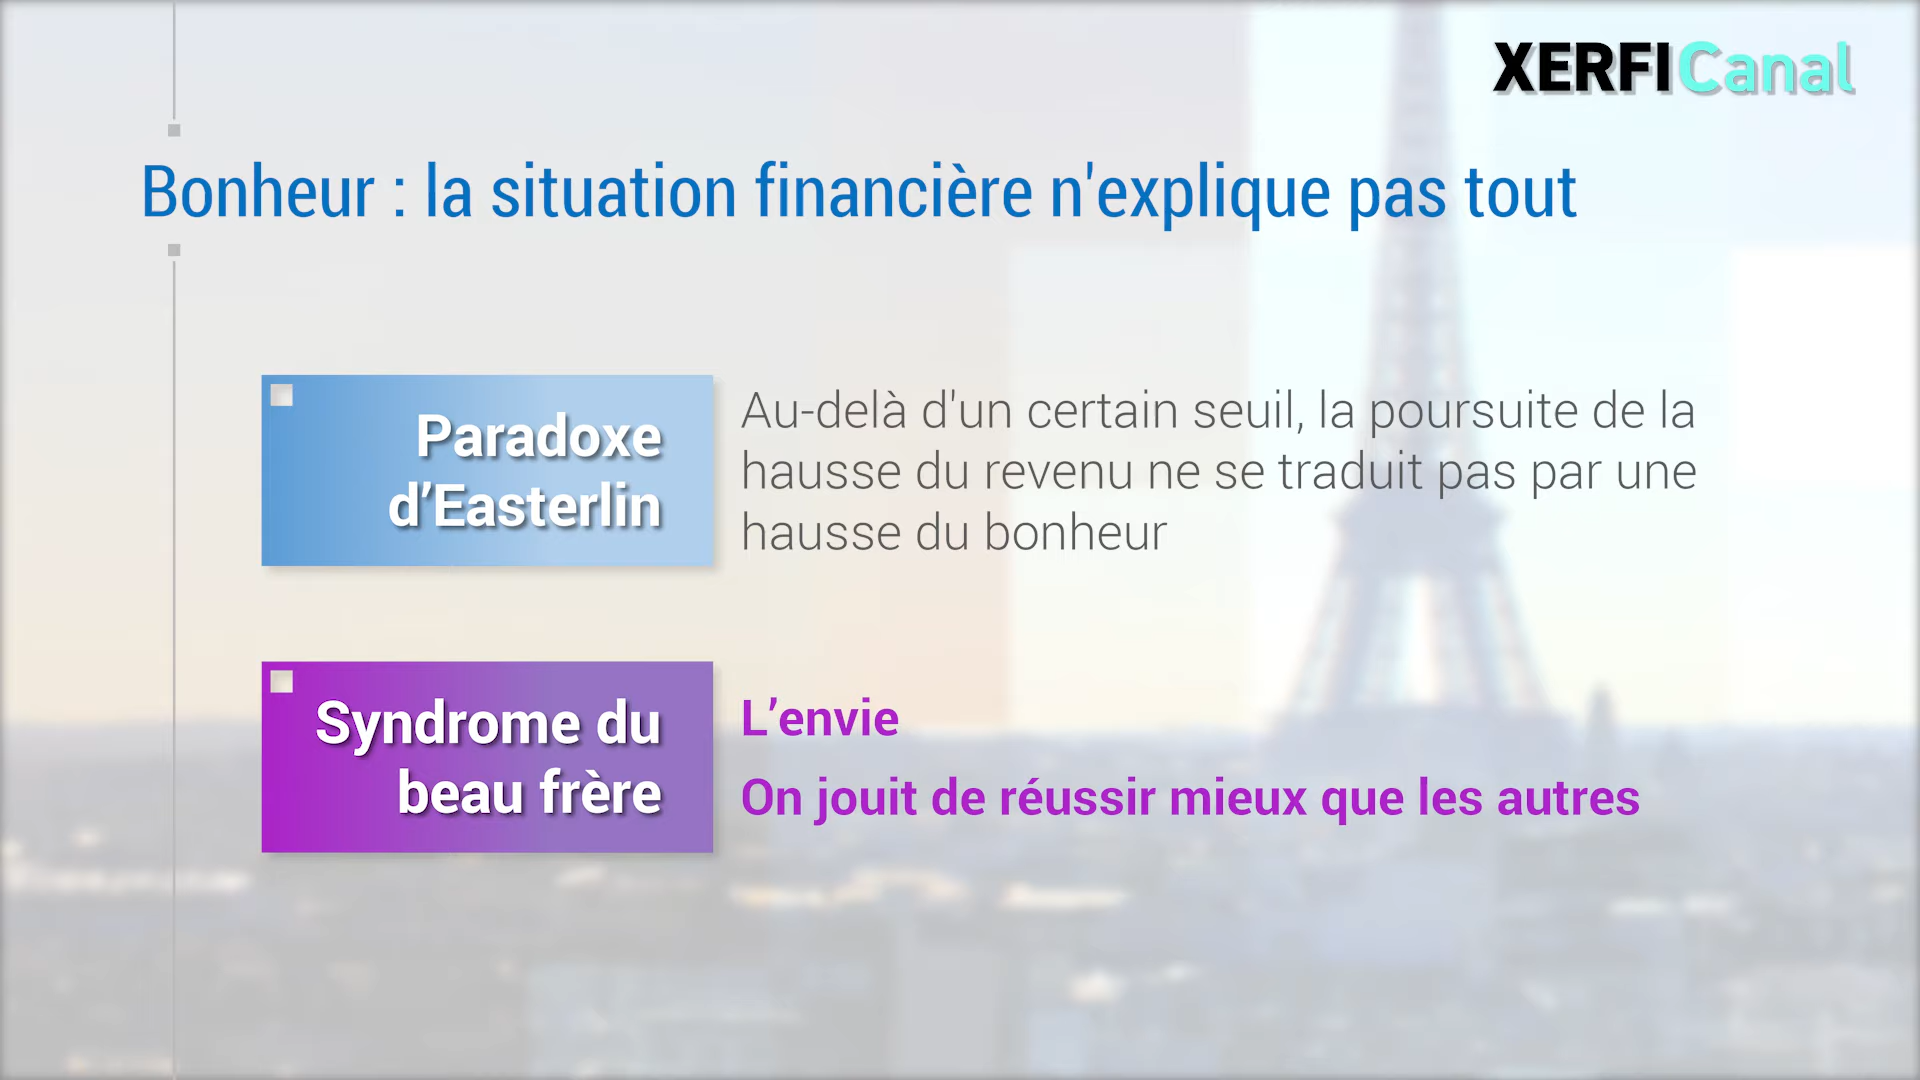 XERFI Canal
Bonheur : la situation financière n'explique pas tout
Paradoxe
d’Easterlin
Au-delà d'un certain seuil, la poursuite de la
hausse du revenu ne se traduit pas par une
hausse du bonheur
Syndrome du
beau frère
L’envie
On jouit de réussir mieux que les autres